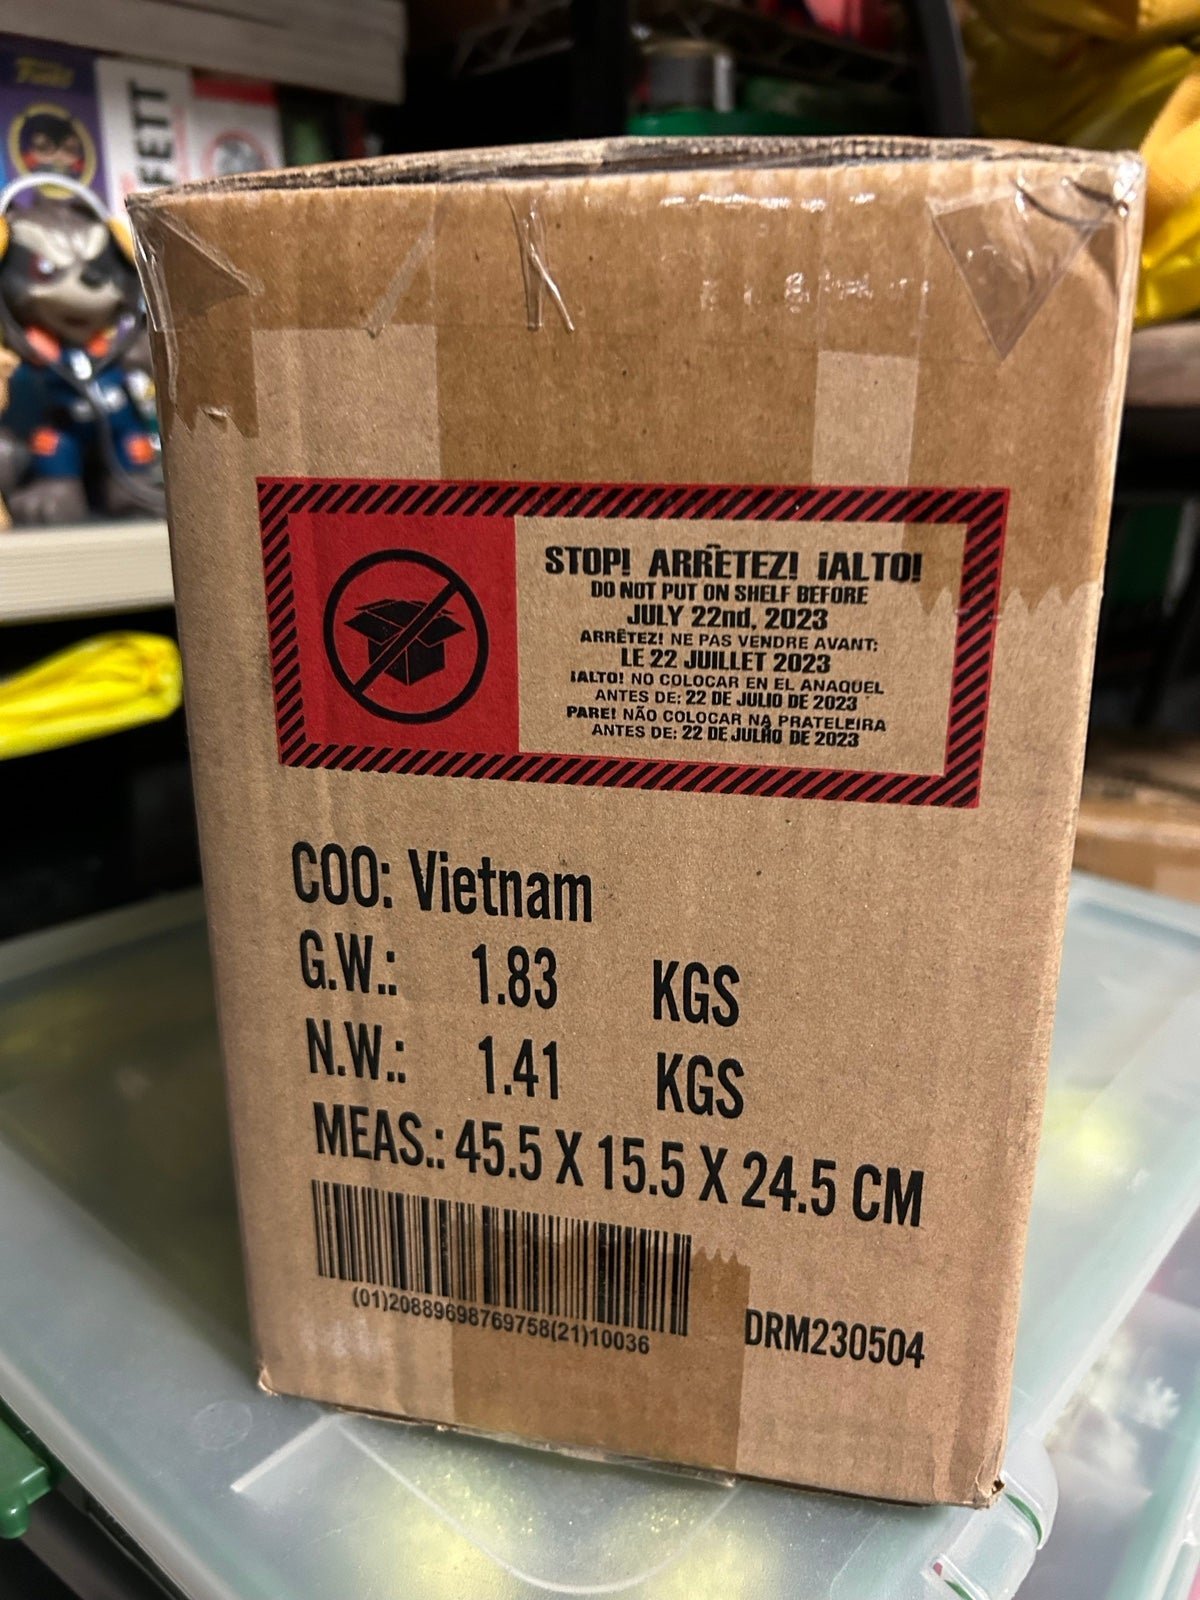 Funko
FETT
STOP! ARRÊTEZ! ¡ALTO!
DO NOT PUT ON SHELF BEFORE
JULY 22nd, 2023
ARRÊTEZ! NE PAS VENDRE AVANT:
LE 22 JUILLET 2023
¡ALTO! NO COLOCAR EN EL ANAQUEL
ANTES DE: 22 DE JULIO DE 2023
PARE! NÃO COLOCAR NA PRATELEIRA
ANTES DE: 22 DE JULHO DE 2023
COO: Vietnam
G.W.: 1.83 KGS
N.W.: 1.41 KGS
MEAS.: 45.5 X 15.5 X 24.5 CM
(01)20889698769758(21)10036
DRM230504